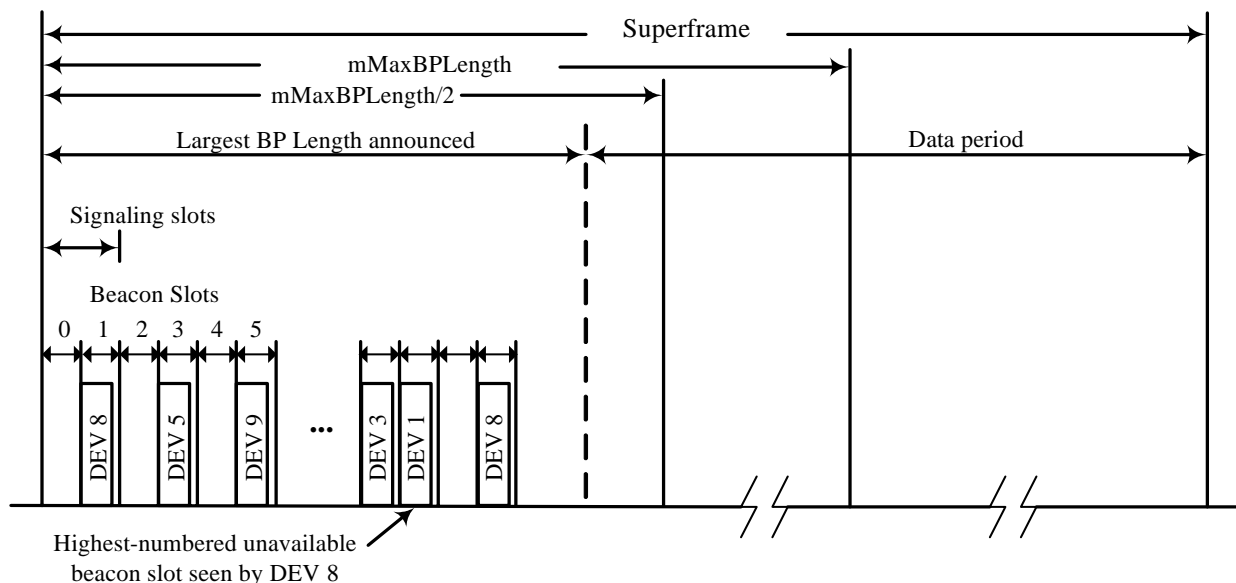 Superframe
mMaxBPLength
mMaxBPLength/2
Largest BP Length announced
Data period
Signaling slots
Beacon Slots
0 1 2 3 4 5
DEV 8
DEV 5
DEV 9
...
DEV 3
DEV 1
DEV 8
Highest-numbered unavailable
beacon slot seen by DEV 8